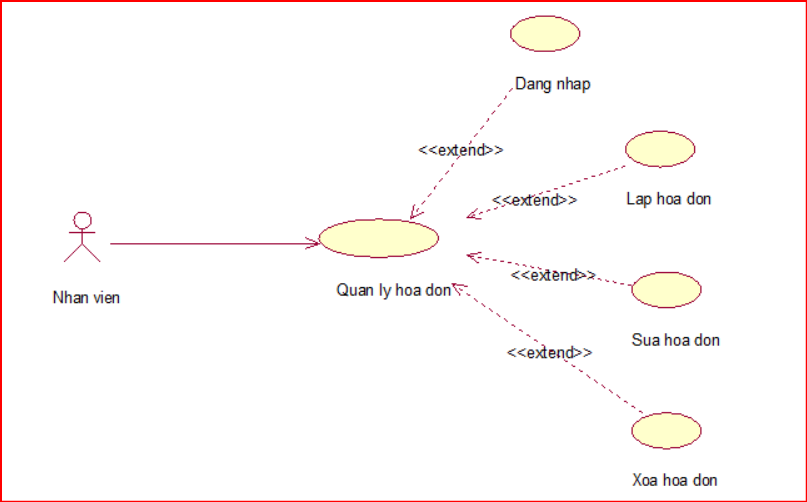 Dang nhap
<<extend>>
Lap hoa don
<<extend>>
Nhan vien
Quan ly hoa don
<<extend>>
Sua hoa don
<<extend>>
Xoa hoa don